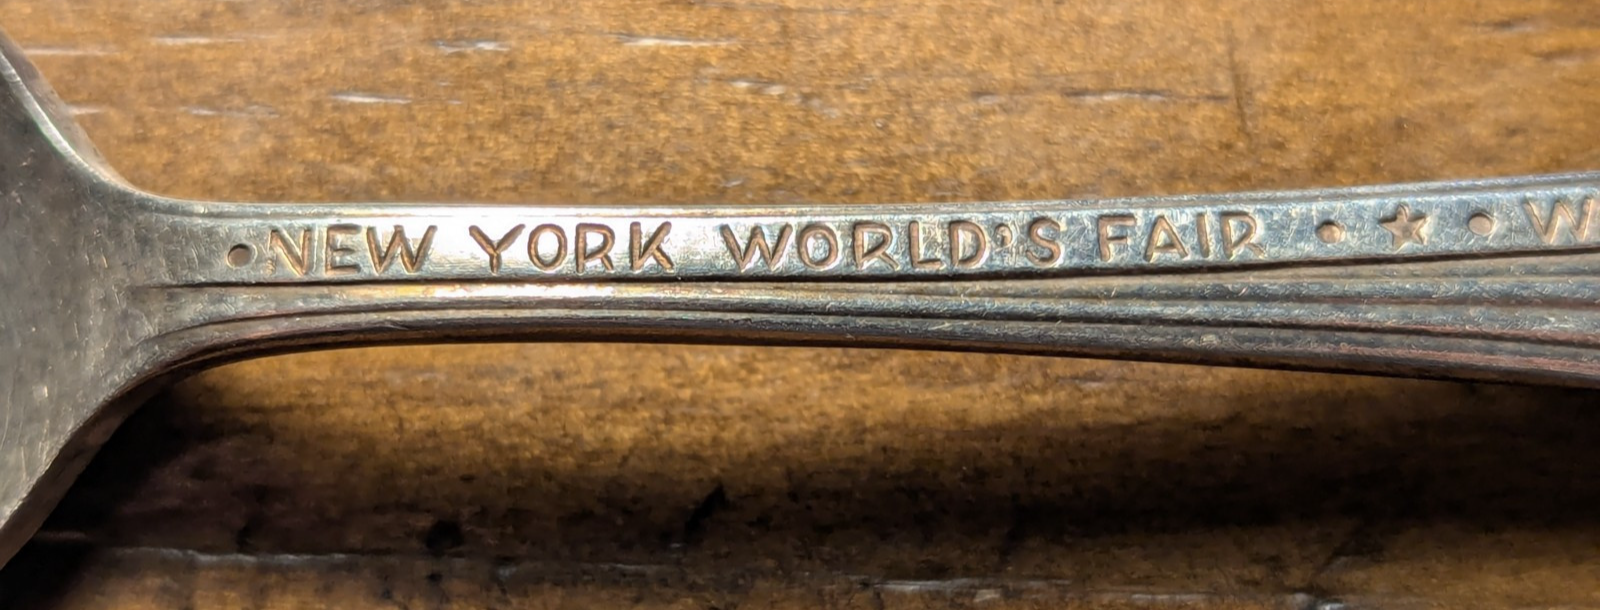 • NEW YORK WORLD'S FAIR • ★ • W